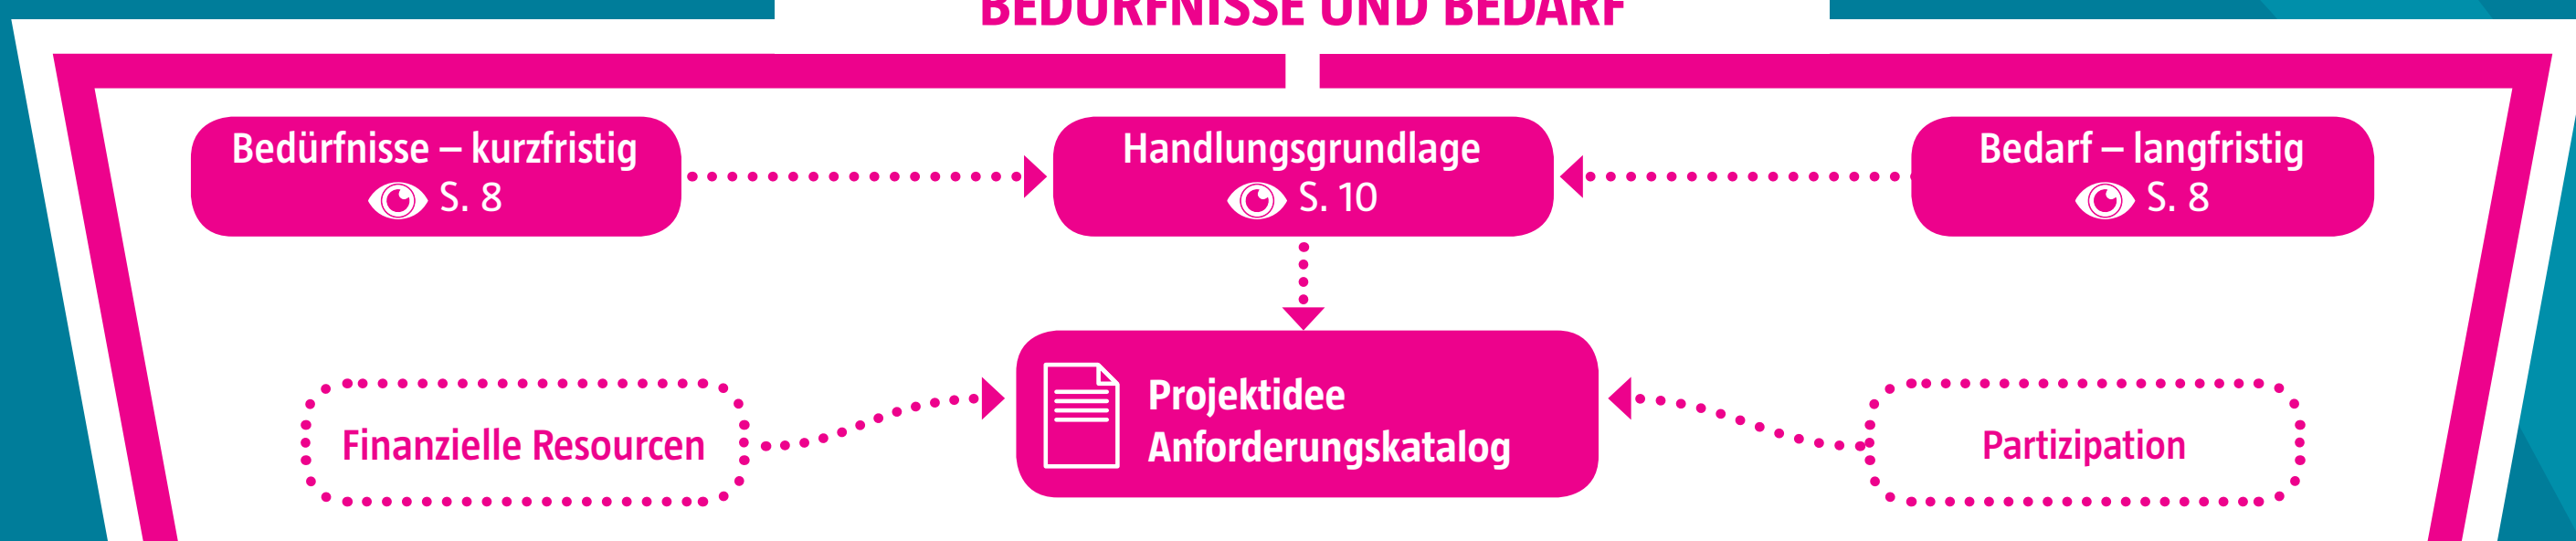 BEDÜRFNISSE UND BEDARF
Bedürfnisse – kurzfristig
S. 8
Handlungsgrundlage
S. 10
Bedarf – langfristig
S. 8
Finanzielle Resourcen
Projektidee
Anforderungskatalog
Partizipation